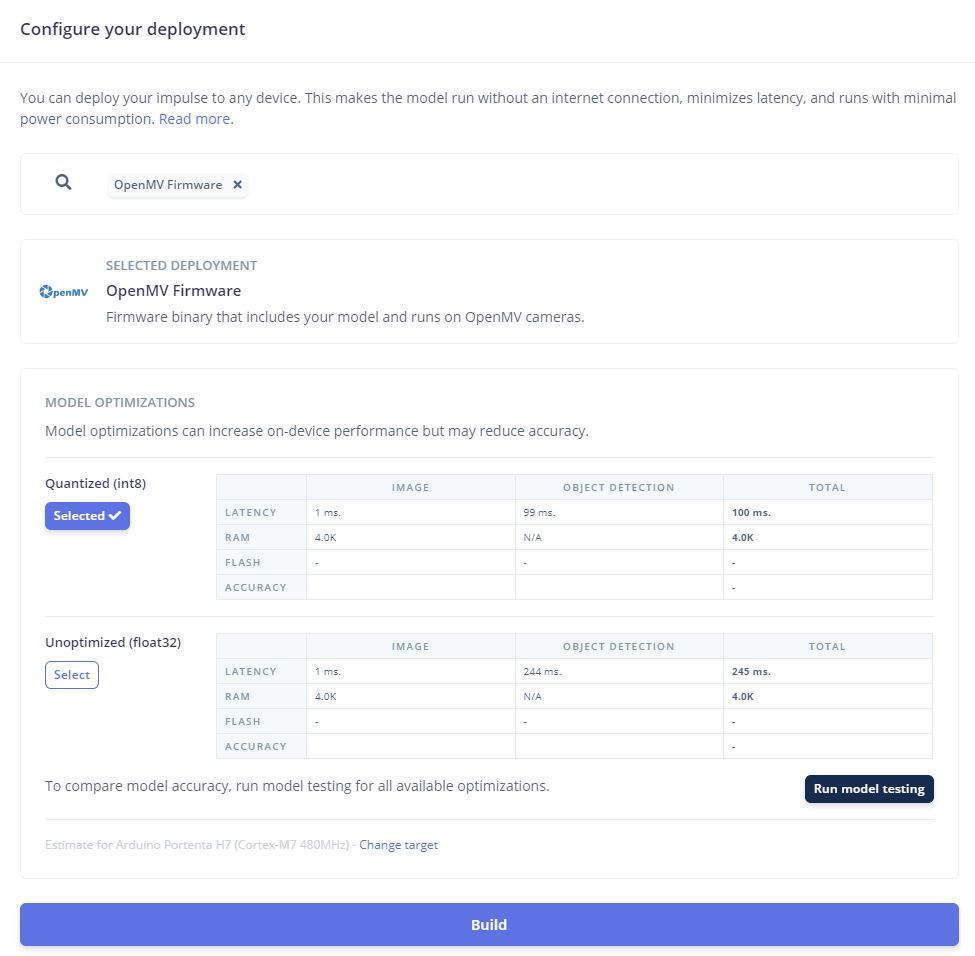 Configure your deployment
You can deploy your impulse to any device. This makes the model run without an internet connection, minimizes latency, and runs with minimal
power consumption. Read more.
OpenMV Firmware ×
OpenMV
SELECTED DEPLOYMENT
OpenMV Firmware
Firmware binary that includes your model and runs on OpenMV cameras.
MODEL OPTIMIZATIONS
Model optimizations can increase on-device performance but may reduce accuracy.
Quantized (int8)
Selected ✓
IMAGE OBJECT DETECTION TOTAL
LATENCY 1 ms. 99 ms. 100 ms.
RAM 4.0K N/A 4.0K
FLASH - - -
ACCURACY -
Unoptimized (float32)
Select
IMAGE OBJECT DETECTION TOTAL
LATENCY 1 ms. 244 ms. 245 ms.
RAM 4.0K N/A 4.0K
FLASH - - -
ACCURACY -
To compare model accuracy, run model testing for all available optimizations.
Run model testing
Estimate for Arduino Portenta H7 (Cortex-M7 480MHz) - Change target
Build